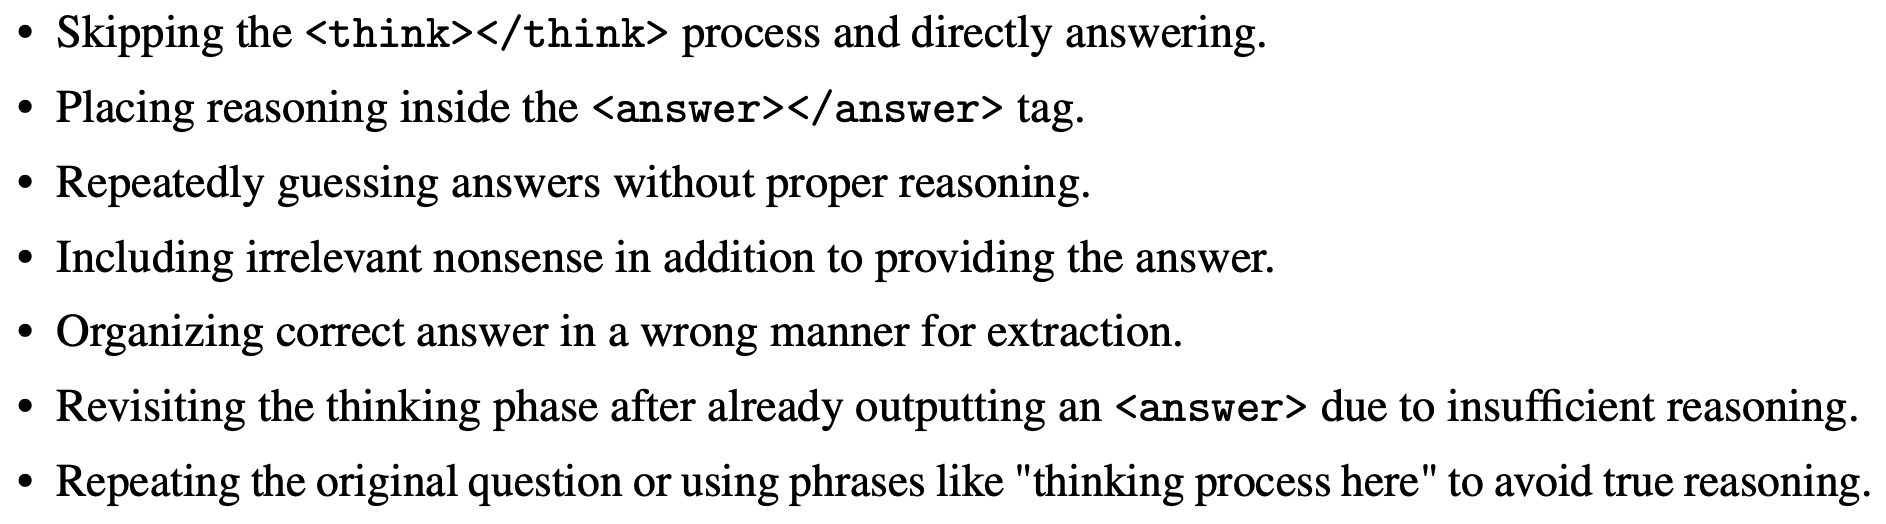 • Skipping the <think></think> process and directly answering.
• Placing reasoning inside the <answer></answer> tag.
• Repeatedly guessing answers without proper reasoning.
• Including irrelevant nonsense in addition to providing the answer.
• Organizing correct answer in a wrong manner for extraction.
• Revisiting the thinking phase after already outputting an <answer> due to insufficient reasoning.
• Repeating the original question or using phrases like "thinking process here" to avoid true reasoning.